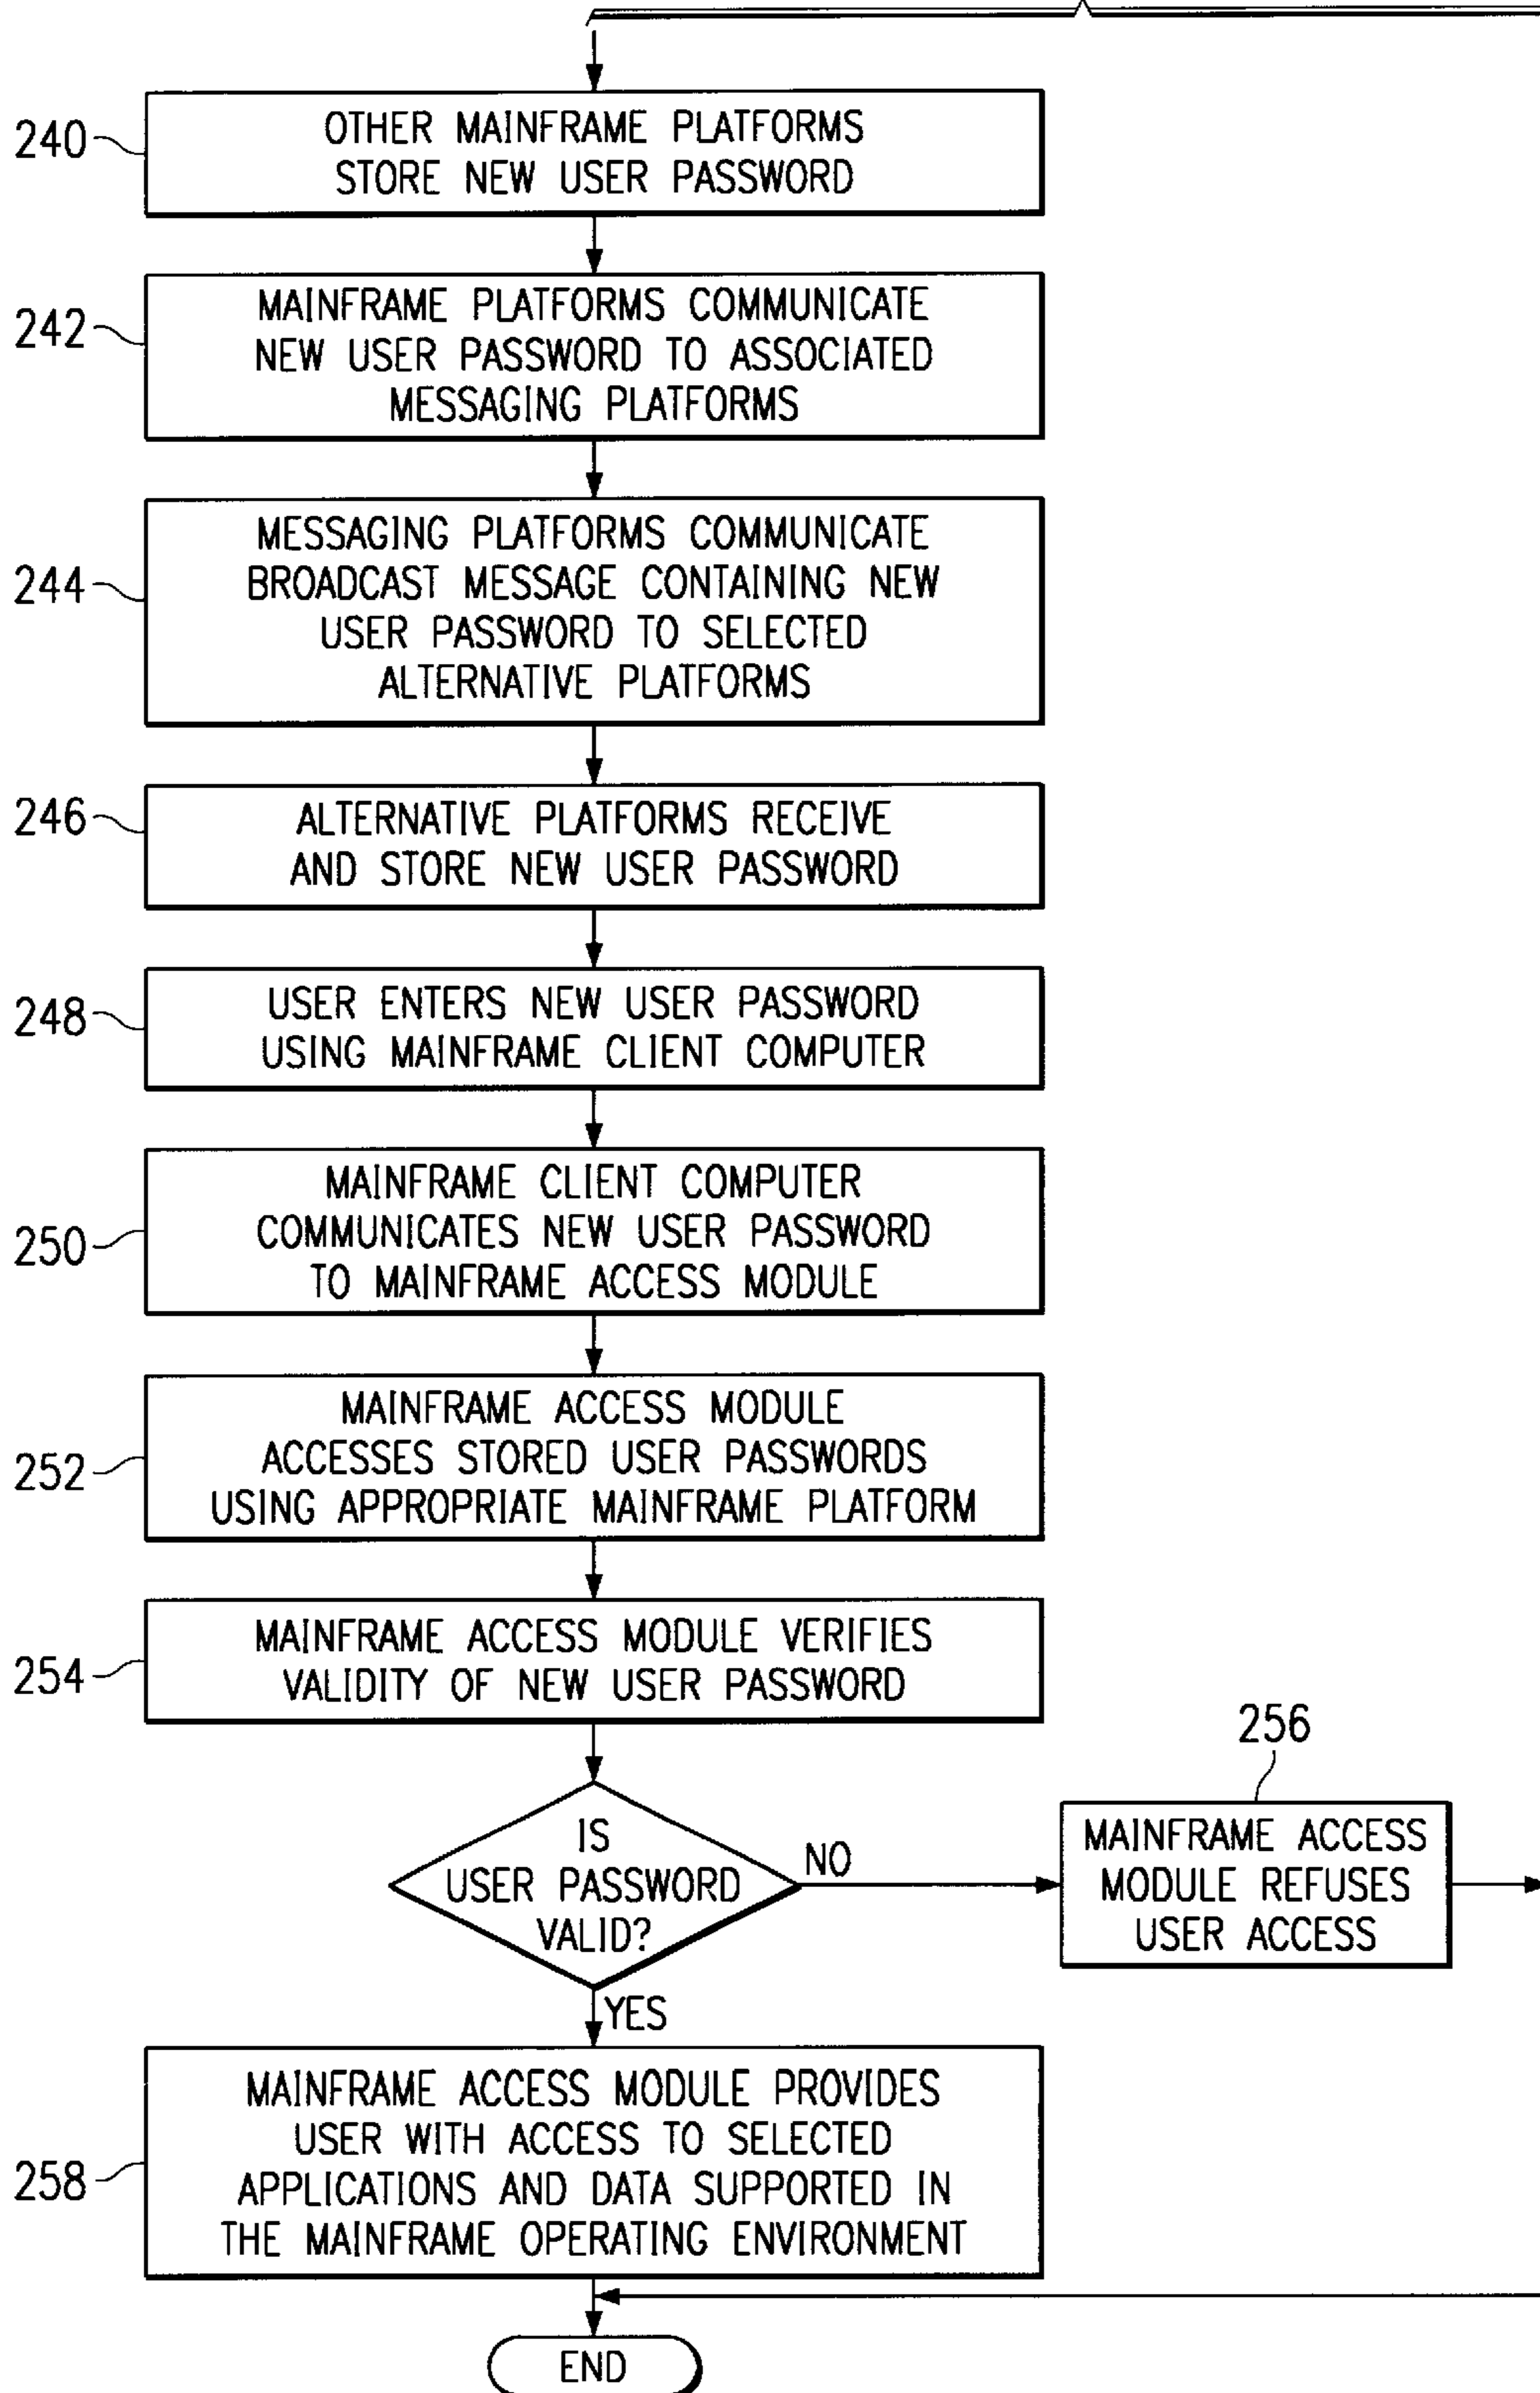 240
OTHER MAINFRAME PLATFORMS
STORE NEW USER PASSWORD
242
MAINFRAME PLATFORMS COMMUNICATE
NEW USER PASSWORD TO ASSOCIATED
MESSAGING PLATFORMS
244
MESSAGING PLATFORMS COMMUNICATE
BROADCAST MESSAGE CONTAINING NEW
USER PASSWORD TO SELECTED
ALTERNATIVE PLATFORMS
246
ALTERNATIVE PLATFORMS RECEIVE
AND STORE NEW USER PASSWORD
248
USER ENTERS NEW USER PASSWORD
USING MAINFRAME CLIENT COMPUTER
250
MAINFRAME CLIENT COMPUTER
COMMUNICATES NEW USER PASSWORD
TO MAINFRAME ACCESS MODULE
252
MAINFRAME ACCESS MODULE
ACCESSES STORED USER PASSWORDS
USING APPROPRIATE MAINFRAME PLATFORM
254
MAINFRAME ACCESS MODULE VERIFIES
VALIDITY OF NEW USER PASSWORD
IS
USER PASSWORD
VALID?
NO
256
MAINFRAME ACCESS
MODULE REFUSES
USER ACCESS
YES
258
MAINFRAME ACCESS MODULE PROVIDES
USER WITH ACCESS TO SELECTED
APPLICATIONS AND DATA SUPPORTED IN
THE MAINFRAME OPERATING ENVIRONMENT
END